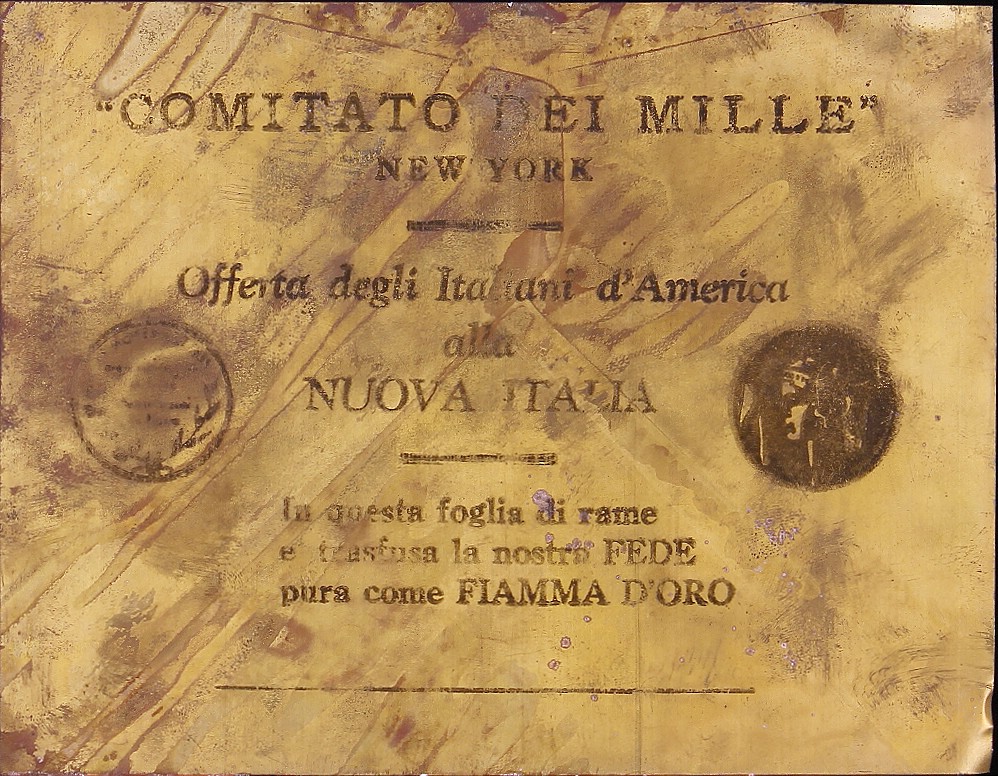 "COMITATO DEI MILLE"
NEW YORK
Offerta degli Italiani d'America
alla
NUOVA ITALIA
In questa foglia di rame
e' trasfusa la nostra FEDE
pura come FIAMMA D'ORO